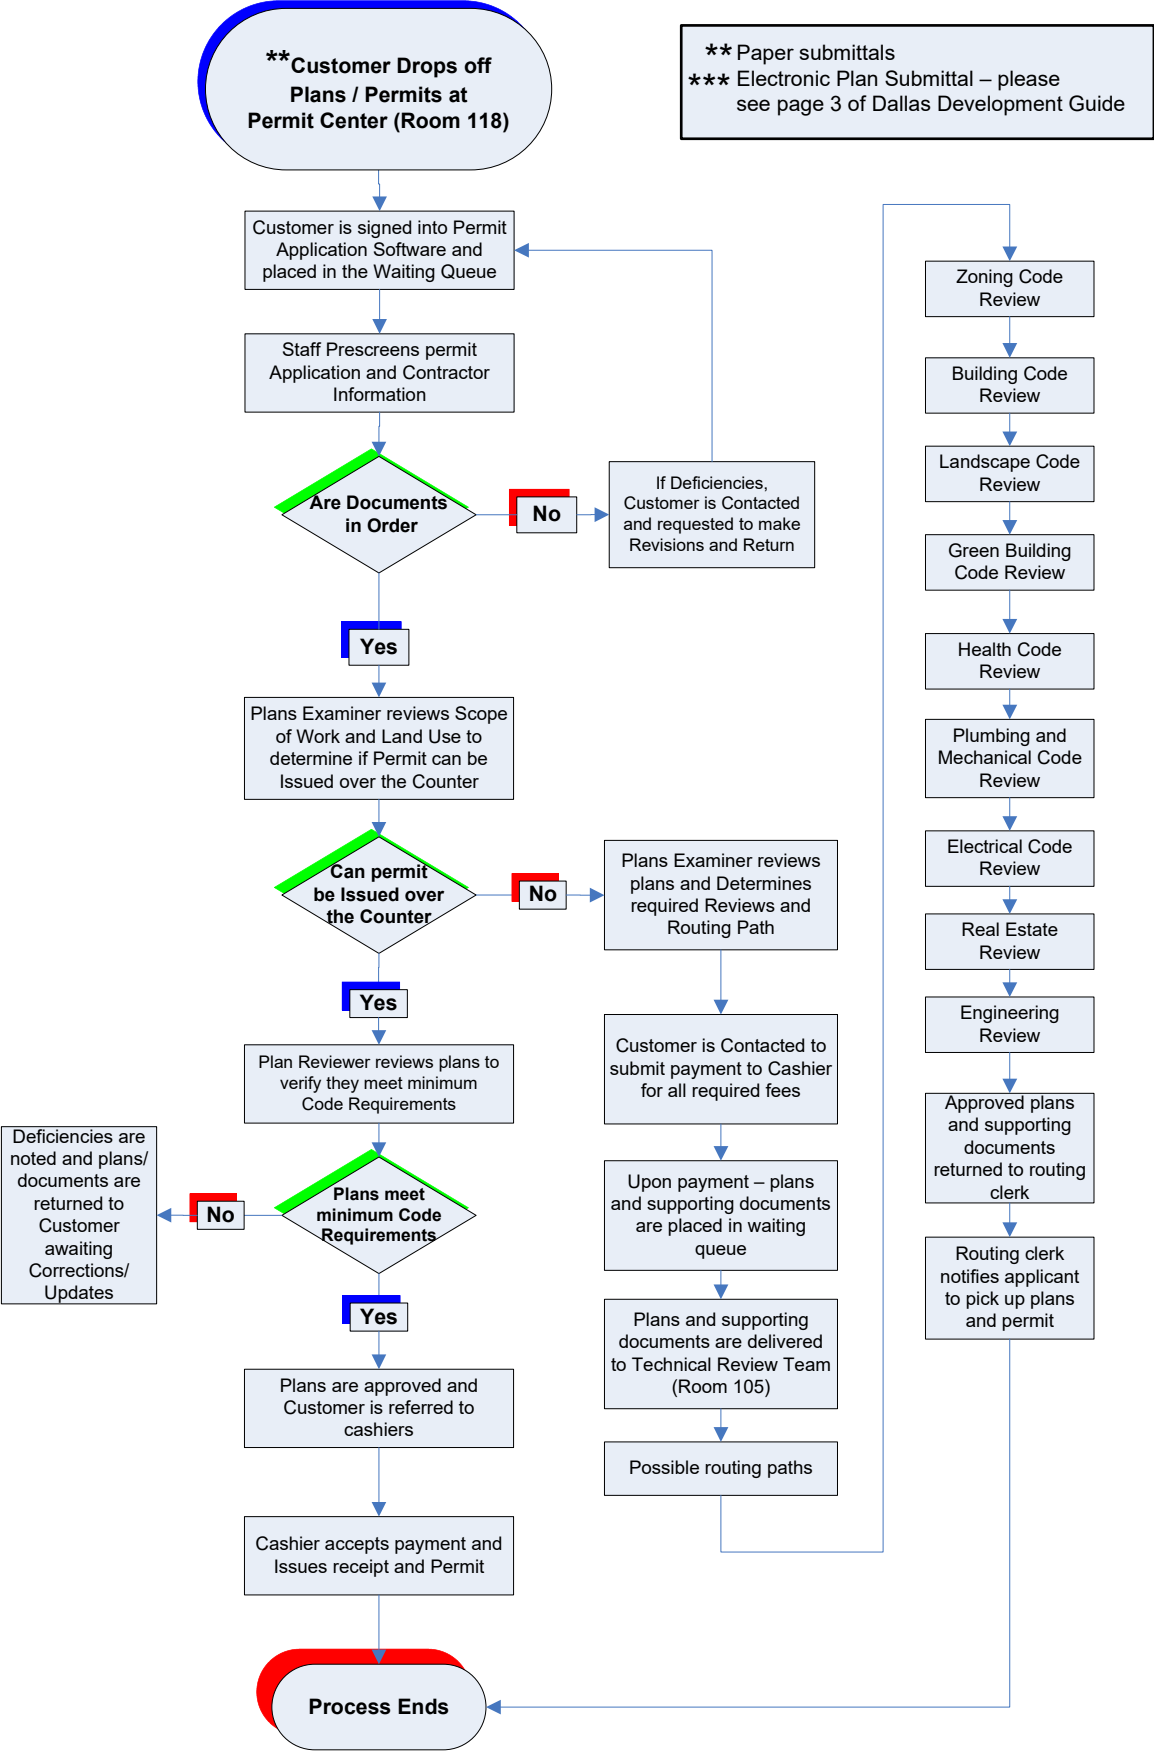 **Customer Drops off
Plans / Permits at
Permit Center (Room 118)
** Paper submittals
*** Electronic Plan Submittal – please
see page 3 of Dallas Development Guide
Customer is signed into Permit
Application Software and
placed in the Waiting Queue
Staff Prescreens permit
Application and Contractor
Information
Are Documents
in Order
No
If Deficiencies,
Customer is Contacted
and requested to make
Revisions and Return
Yes
Plans Examiner reviews Scope
of Work and Land Use to
determine if Permit can be
Issued over the Counter
Can permit
be Issued over
the Counter
No
Yes
Plan Reviewer reviews plans to
verify they meet minimum
Code Requirements
Plans meet
minimum Code
Requirements
No
Deficiencies are
noted and plans/
documents are
returned to
Customer
awaiting
Corrections/
Updates
Yes
Plans are approved and
Customer is referred to
cashiers
Cashier accepts payment and
Issues receipt and Permit
Process Ends
Plans Examiner reviews
plans and Determines
required Reviews and
Routing Path
Customer is Contacted to
submit payment to Cashier
for all required fees
Upon payment – plans
and supporting documents
are placed in waiting
queue
Plans and supporting
documents are delivered
to Technical Review Team
(Room 105)
Possible routing paths
Zoning Code
Review
Building Code
Review
Landscape Code
Review
Green Building
Code Review
Health Code
Review
Plumbing and
Mechanical Code
Review
Electrical Code
Review
Real Estate
Review
Engineering
Review
Approved plans
and supporting
documents
returned to routing
clerk
Routing clerk
notifies applicant
to pick up plans
and permit